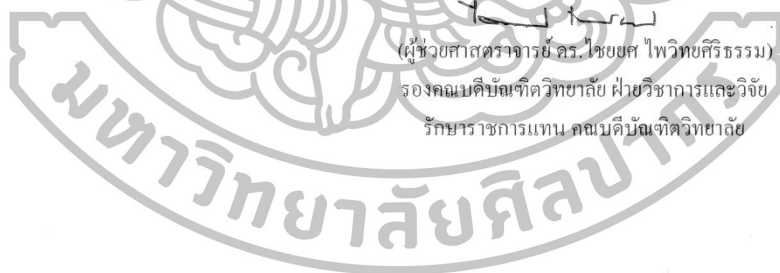 (ผู้ช่วยศาสตราจารย์ ดร.ไชยยศ ไพวิทยศิริธรรม)
รองคณบดีบัณฑิตวิทยาลัย ฝ่ายวิชาการและวิจัย
รักษาราชการแทน คณบดีบัณฑิตวิทยาลัย
มหาวิทยาลัยศิลปากร